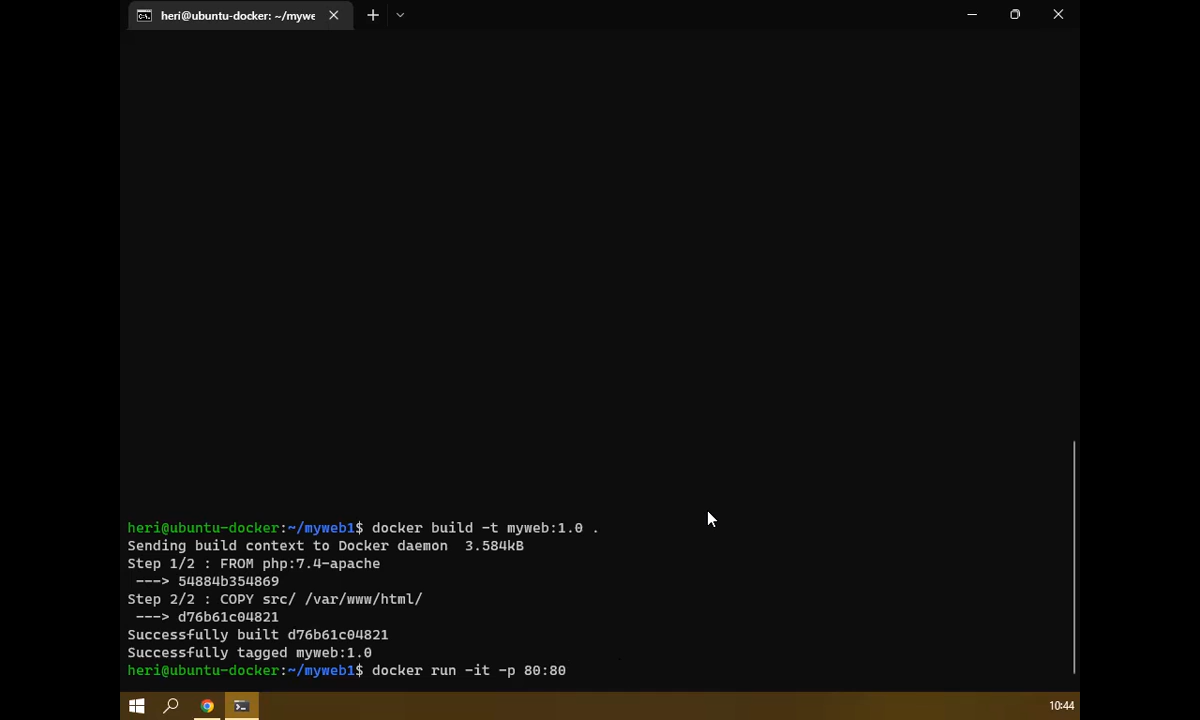 heri@ubuntu-docker: ~/mywe
heri@ubuntu-docker:~/myweb1$ docker build -t myweb:1.0 .
Sending build context to Docker daemon  3.584kB
Step 1/2 : FROM php:7.4-apache
 ---> 54884b354869
Step 2/2 : COPY src/ /var/www/html/
 ---> d76b61c04821
Successfully built d76b61c04821
Successfully tagged myweb:1.0
heri@ubuntu-docker:~/myweb1$ docker run -it -p 80:80
10:44